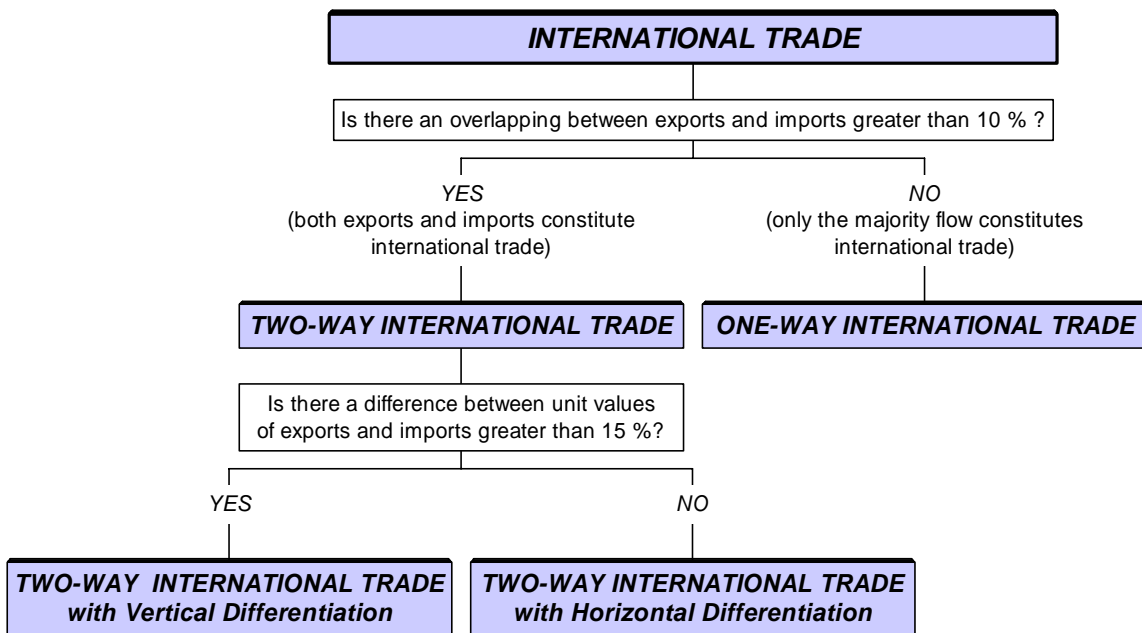 INTERNATIONAL TRADE
Is there an overlapping between exports and imports greater than 10 % ?
YES
(both exports and imports constitute
international trade)
NO
(only the majority flow constitutes
international trade)
TWO-WAY INTERNATIONAL TRADE
ONE-WAY INTERNATIONAL TRADE
Is there a difference between unit values
of exports and imports greater than 15 %?
YES
NO
TWO-WAY INTERNATIONAL TRADE
with Vertical Differentiation
TWO-WAY INTERNATIONAL TRADE
with Horizontal Differentiation